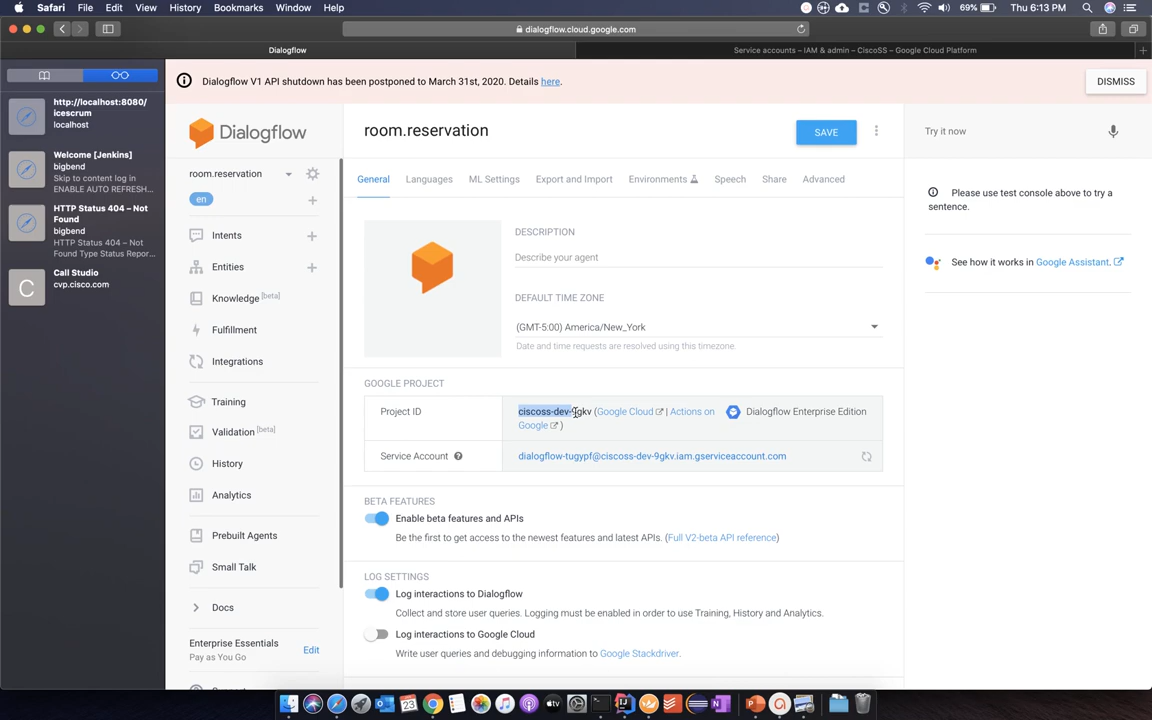 Safari File Edit View History Bookmarks Window Help 69% Thu 6:13 PM
dialogflow.cloud.google.com
Dialogflow Service accounts – IAM & admin – CiscoSS – Google Cloud Platform
http://localhost:8080/
icescrum
localhost
Welcome [Jenkins]
bigbend
Skip to content log in
ENABLE AUTO REFRESH...
HTTP Status 404 – Not
Found
bigbend
HTTP Status 404 – Not
Found Type Status Repor...
C
Call Studio
cvp.cisco.com
Dialogflow V1 API shutdown has been postponed to March 31st, 2020. Details here.
DISMISS
Dialogflow
room.reservation
en
Intents
Entities
Knowledge [beta]
Fulfillment
Integrations
Training
Validation [beta]
History
Analytics
Prebuilt Agents
Small Talk
Docs
Enterprise Essentials
Pay as You Go
Edit
room.reservation
SAVE
General Languages ML Settings Export and Import Environments Speech Share Advanced
DESCRIPTION
Describe your agent
DEFAULT TIME ZONE
(GMT-5:00) America/New_York
Date and time requests are resolved using this timezone.
GOOGLE PROJECT
Project ID
ciscoss-dev-9gkv (Google Cloud | Actions on
Google )
Dialogflow Enterprise Edition
Service Account
dialogflow-tugypf@ciscoss-dev-9gkv.iam.gserviceaccount.com
BETA FEATURES
Enable beta features and APIs
Be the first to get access to the newest features and latest APIs. (Full V2-beta API reference)
LOG SETTINGS
Log interactions to Dialogflow
Collect and store user queries. Logging must be enabled in order to use Training, History and Analytics.
Log interactions to Google Cloud
Write user queries and debugging information to Google Stackdriver.
Try it now
Please use test console above to try a
sentence.
See how it works in Google Assistant.
23
tv